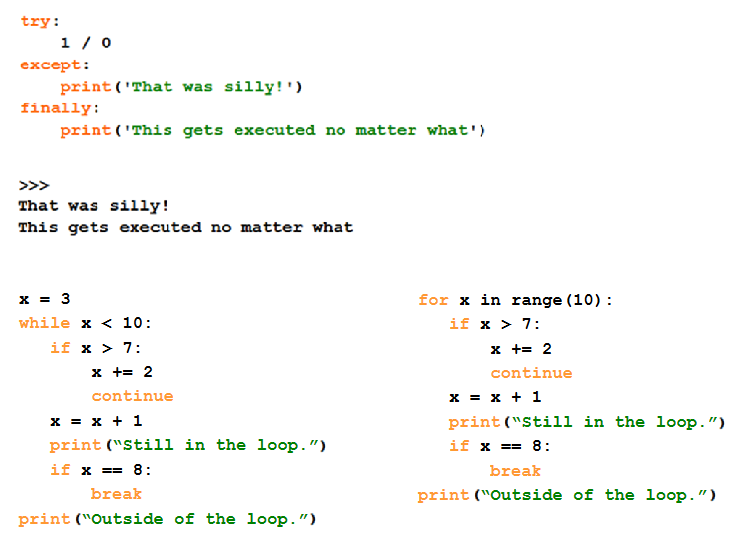 try:
    1 / 0
except:
    print('That was silly!')
finally:
    print('This gets executed no matter what')
>>>
That was silly!
This gets executed no matter what
x = 3
while x < 10:
   if x > 7:
       x += 2
       continue
   x = x + 1
   print(“Still in the loop.”)
   if x == 8:
       break
print(“Outside of the loop.”)
for x in range(10):
   if x > 7:
       x += 2
       continue
   x = x + 1
   print(“Still in the loop.”)
   if x == 8:
       break
print(“Outside of the loop.”)